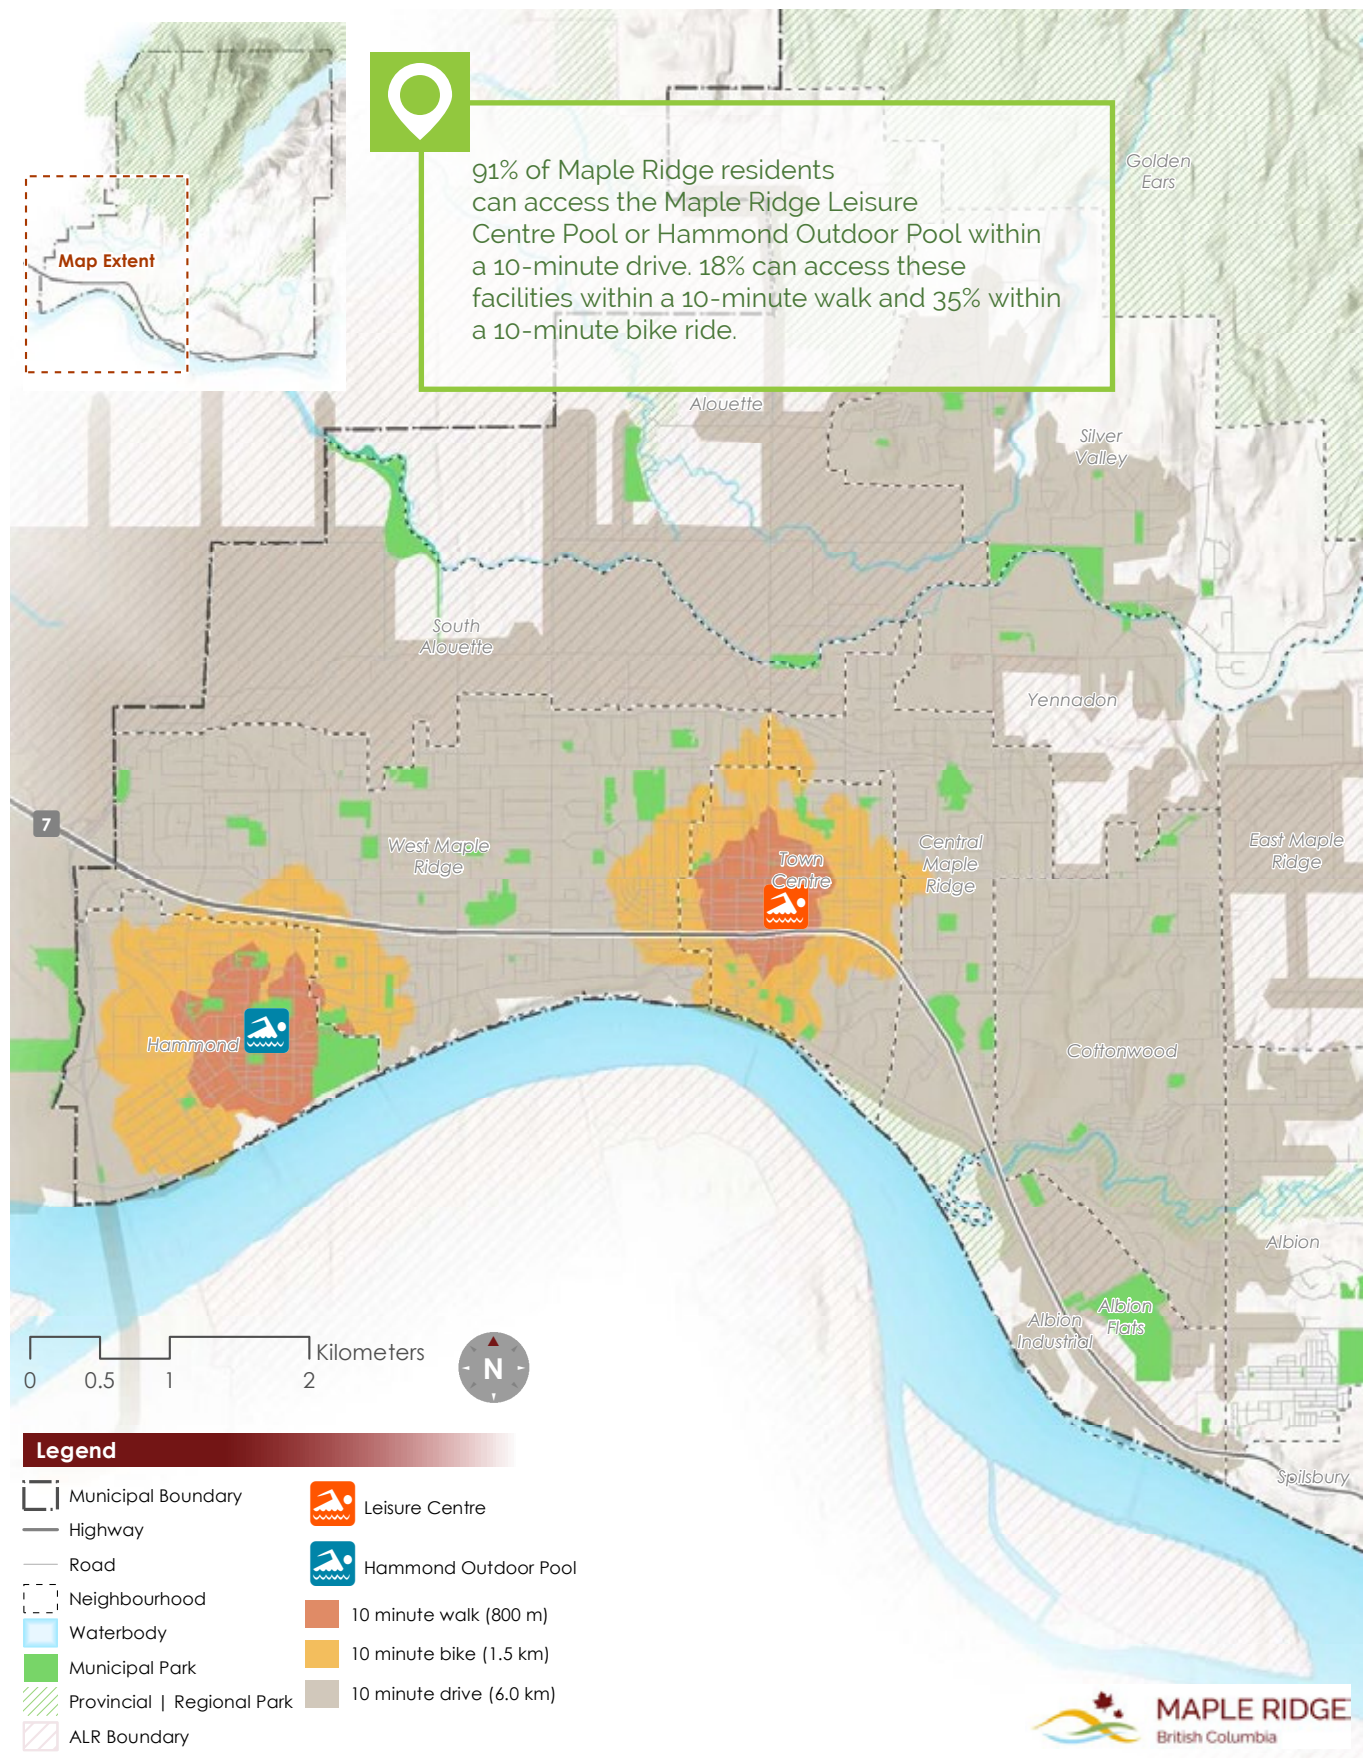 Map Extent
91% of Maple Ridge residents
can access the Maple Ridge Leisure
Centre Pool or Hammond Outdoor Pool within
a 10-minute drive. 18% can access these
facilities within a 10-minute walk and 35% within
a 10-minute bike ride.
Golden
Ears
Alouette
Silver
Valley
South
Alouette
Yennadon
7
West Maple
Ridge
Town
Centre
Central
Maple
Ridge
East Maple
Ridge
Hammond
Cottonwood
Albion
Albion
Industrial
Albion
Flats
Spilsbury
Kilometers
0 0.5 1 2
N
Legend
Municipal Boundary
Highway
Road
Neighbourhood
Waterbody
Municipal Park
Provincial | Regional Park
ALR Boundary
Leisure Centre
Hammond Outdoor Pool
10 minute walk (800 m)
10 minute bike (1.5 km)
10 minute drive (6.0 km)
MAPLE RIDGE
British Columbia